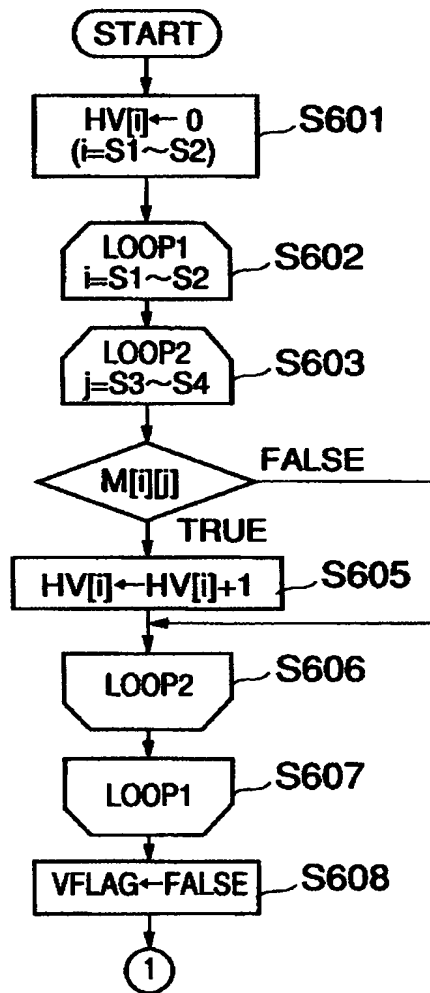 START
HV[i]←0
(i=S1~S2)
S601
LOOP1
i=S1~S2
S602
LOOP2
j=S3~S4
S603
M[i][j]
FALSE
TRUE
HV[i]←HV[i]+1
S605
LOOP2
S606
LOOP1
S607
VFLAG←FALSE
S608
1